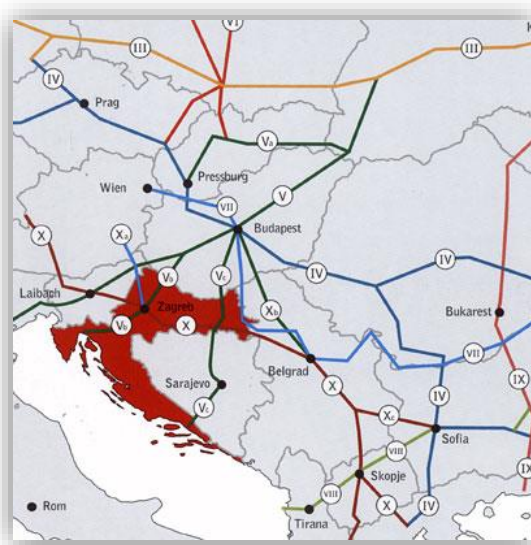 VI
III
III
IV
Prag
Va
Pressburg
Wien
V
VII
X
Xa
Budapest
Vb
Vc
IV
IV
Laibach
Zagreb
Xb
Vb
X
Bukarest
Belgrad
VII
Sarajevo
X
IX
Vc
Xc
IV
Sofia
VIII
Skopje
Rom
VIII
X
IV
IX
Tirana